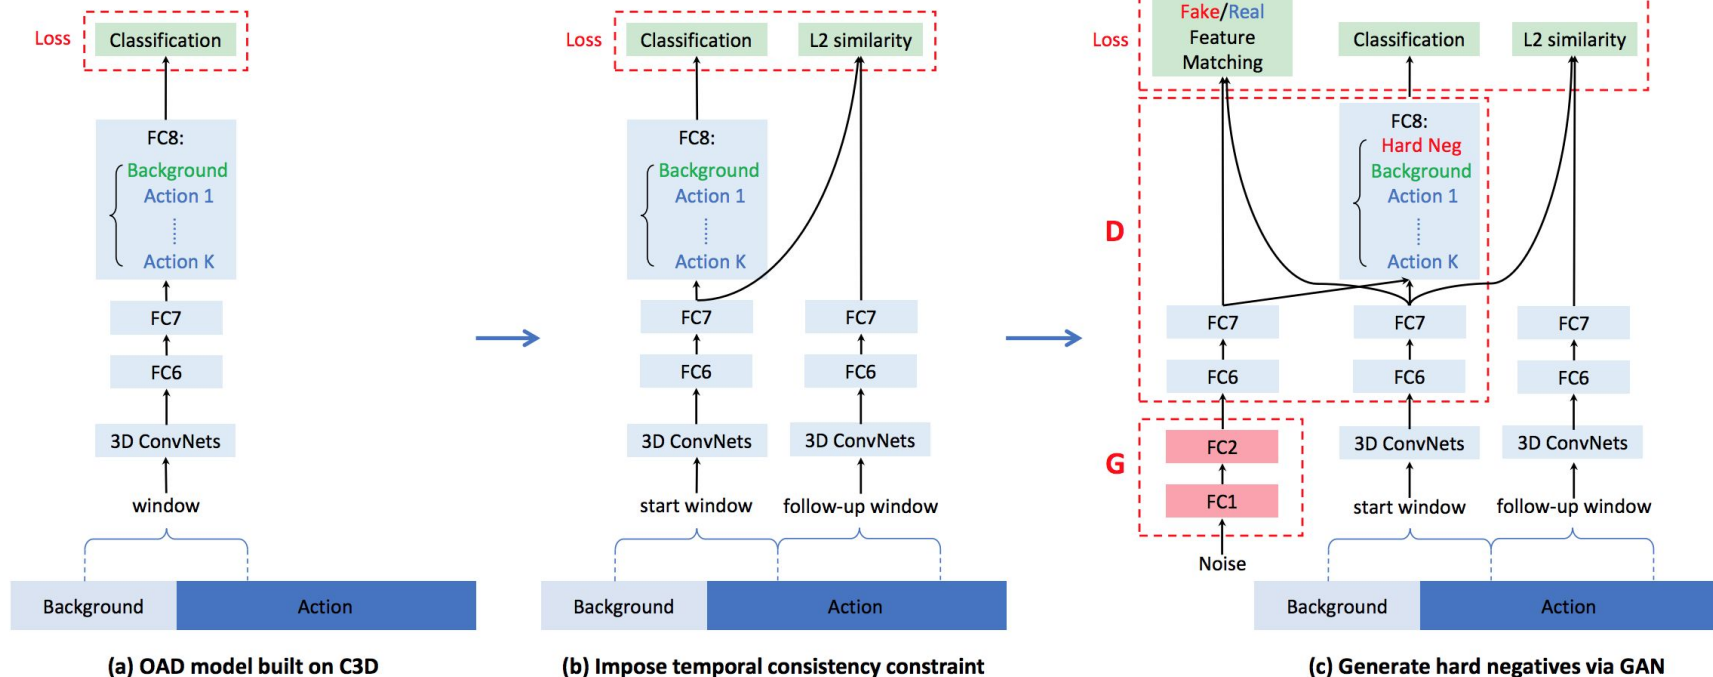 Loss
Classification
FC8:
Background
Action 1
Action K
FC7
FC6
3D ConvNets
window
Background
Action
(a) OAD model built on C3D
Loss
Classification
L2 similarity
FC8:
Background
Action 1
Action K
FC7
FC7
FC6
FC6
3D ConvNets
3D ConvNets
start window
follow-up window
Background
Action
(b) Impose temporal consistency constraint
Loss
Fake/Real
Feature
Matching
Classification
L2 similarity
D
FC8:
Hard Neg
Background
Action 1
Action K
FC7
FC7
FC7
FC6
FC6
FC6
G
FC2
3D ConvNets
3D ConvNets
FC1
start window
follow-up window
Noise
Background
Action
(c) Generate hard negatives via GAN